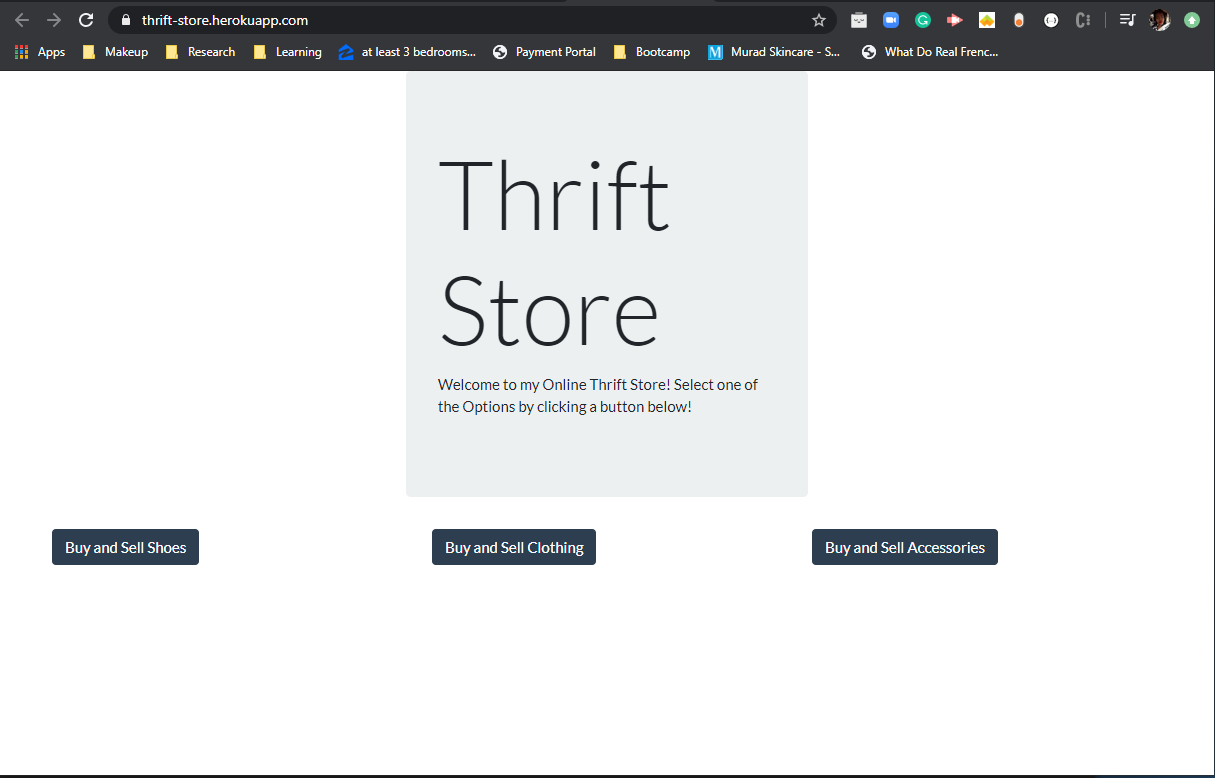 thrift-store.herokuapp.com
Apps Makeup Research Learning at least 3 bedrooms... Payment Portal Bootcamp M Murad Skincare - S... What Do Real Frenc...
Thrift
Store
Welcome to my Online Thrift Store! Select one of
the Options by clicking a button below!
Buy and Sell Shoes Buy and Sell Clothing Buy and Sell Accessories